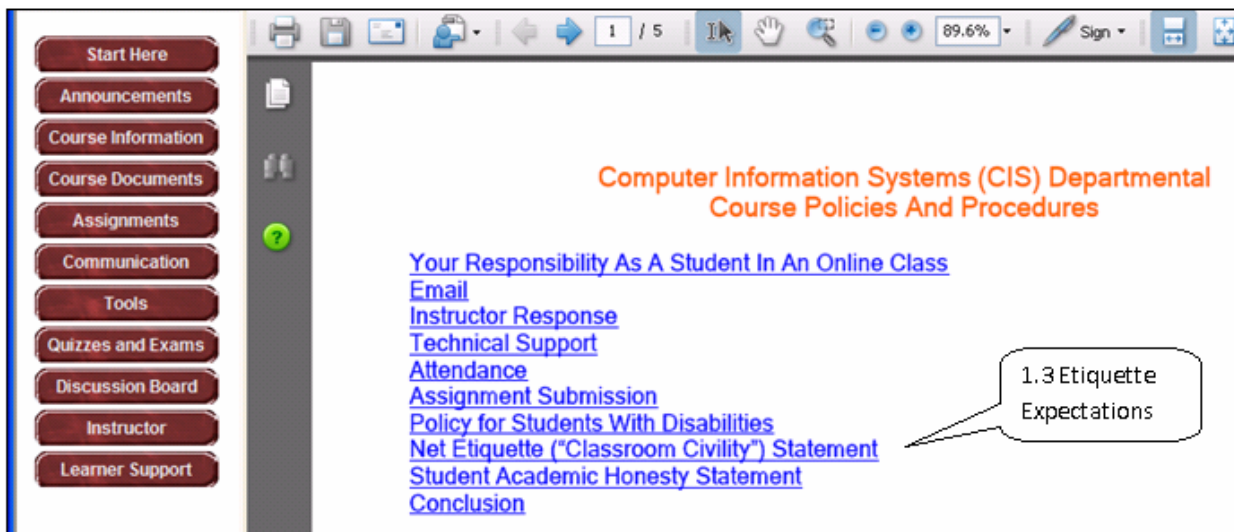 Start Here
Announcements
Course Information
Course Documents
Assignments
Communication
Tools
Quizzes and Exams
Discussion Board
Instructor
Learner Support
1 / 5
89.6%
Sign
?
Computer Information Systems (CIS) Departmental
Course Policies And Procedures
Your Responsibility As A Student In An Online Class
Email
Instructor Response
Technical Support
Attendance
Assignment Submission
Policy for Students With Disabilities
Net Etiquette (“Classroom Civility”) Statement
Student Academic Honesty Statement
Conclusion
1.3 Etiquette
Expectations